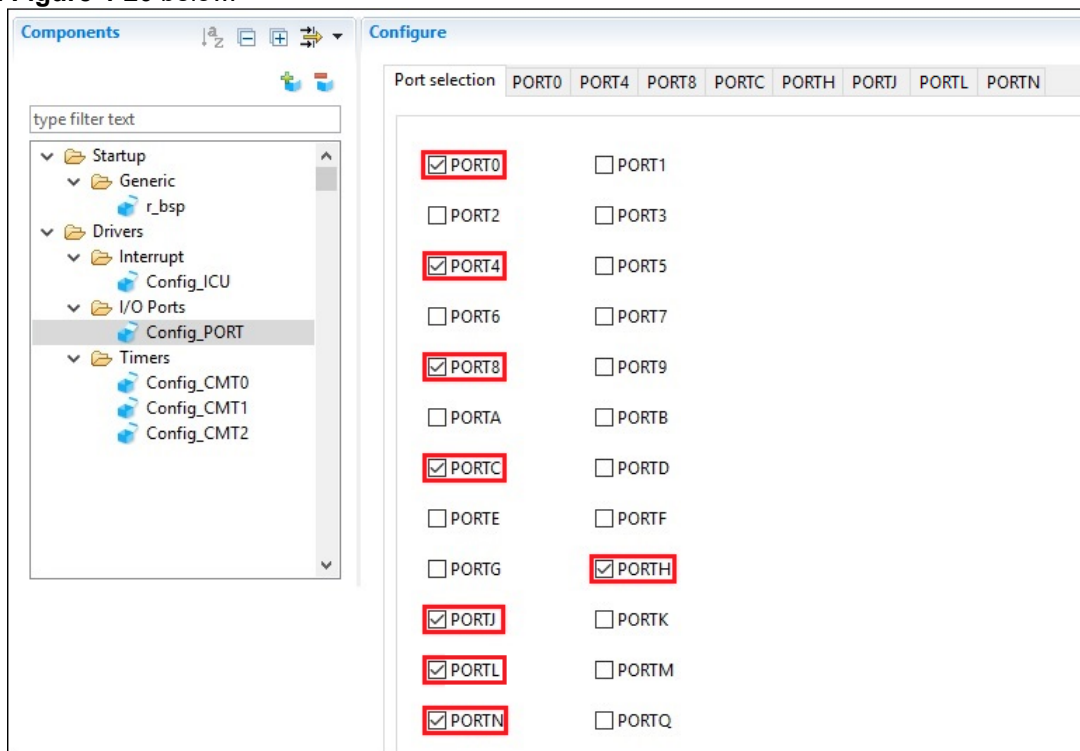 Figure 4-20 below.
Components
Configure
Port selection PORT0 PORT4 PORT8 PORTC PORTH PORTJ PORTL PORTN
type filter text
Startup
Generic
r_bsp
Drivers
Interrupt
Config_ICU
I/O Ports
Config_PORT
Timers
Config_CMT0
Config_CMT1
Config_CMT2
PORT0 PORT1
PORT2 PORT3
PORT4 PORT5
PORT6 PORT7
PORT8 PORT9
PORTA PORTB
PORTC PORTD
PORTE PORTF
PORTG PORTH
PORTJ PORTK
PORTL PORTM
PORTN PORTQ